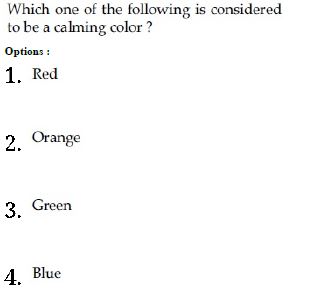 Which one of the following is considered
to be a calming color ?
Options :
1. Red
2. Orange
3. Green
4. Blue